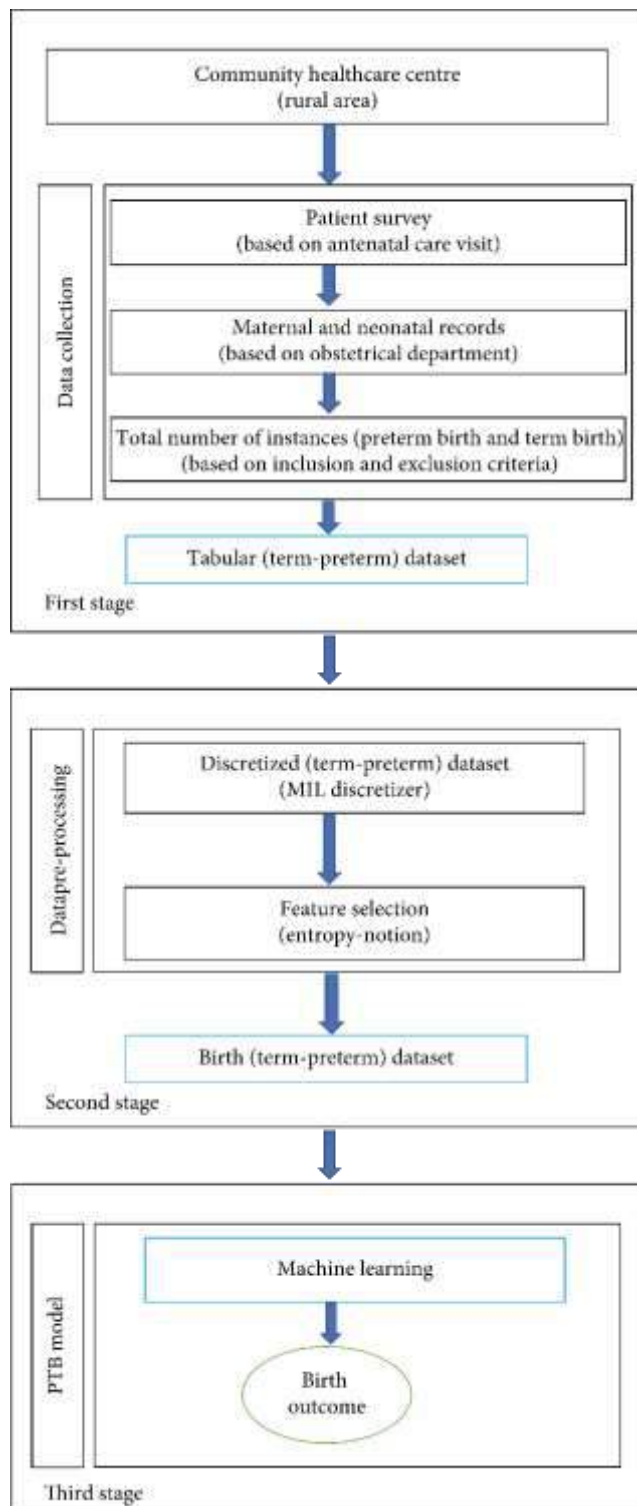 Community healthcare centre
(rural area)
Data collection
Patient survey
(based on antenatal care visit)
Maternal and neonatal records
(based on obstetrical department)
Total number of instances (preterm birth and term birth)
(based on inclusion and exclusion criteria)
Tabular (term-preterm) dataset
First stage
Datapre-processing
Discretized (term-preterm) dataset
(MIL discretizer)
Feature selection
(entropy-notion)
Birth (term-preterm) dataset
Second stage
PTB model
Machine learning
Birth
outcome
Third stage